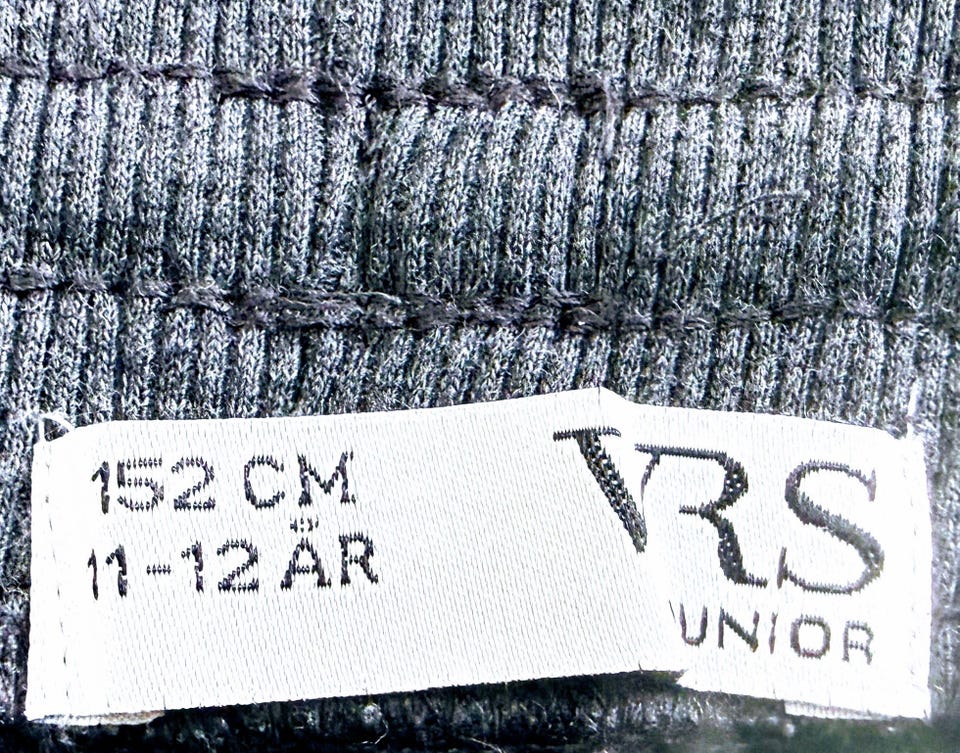 152 CM
11-12 ÅR
VRS
UNIOR